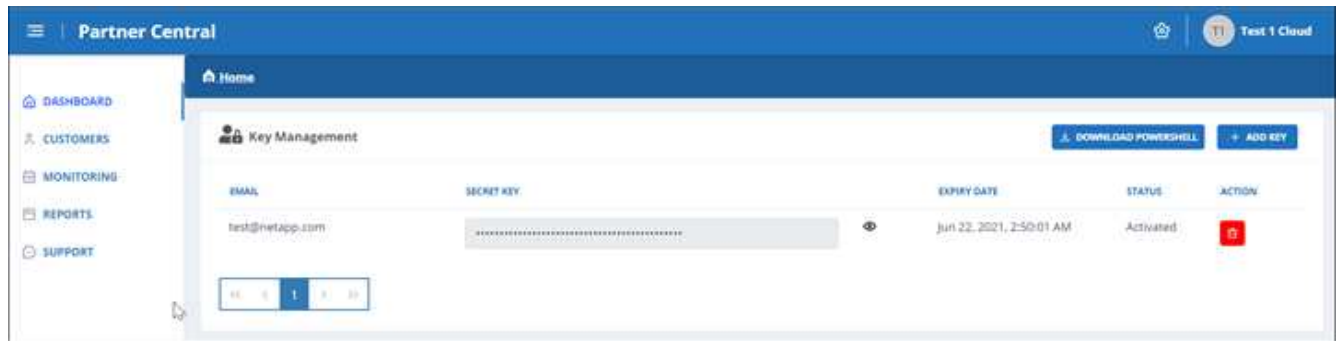 Partner Central
TI Test 1 Cloud
Home
DASHBOARD
CUSTOMERS
MONITORING
REPORTS
SUPPORT
Key Management
DOWNLOAD POWERSHELL
+ ADD KEY
EMAIL SECRET KEY EXPIRY DATE STATUS ACTION
test@netapp.com Jun 22, 2021, 2:50:01 AM Activated
1